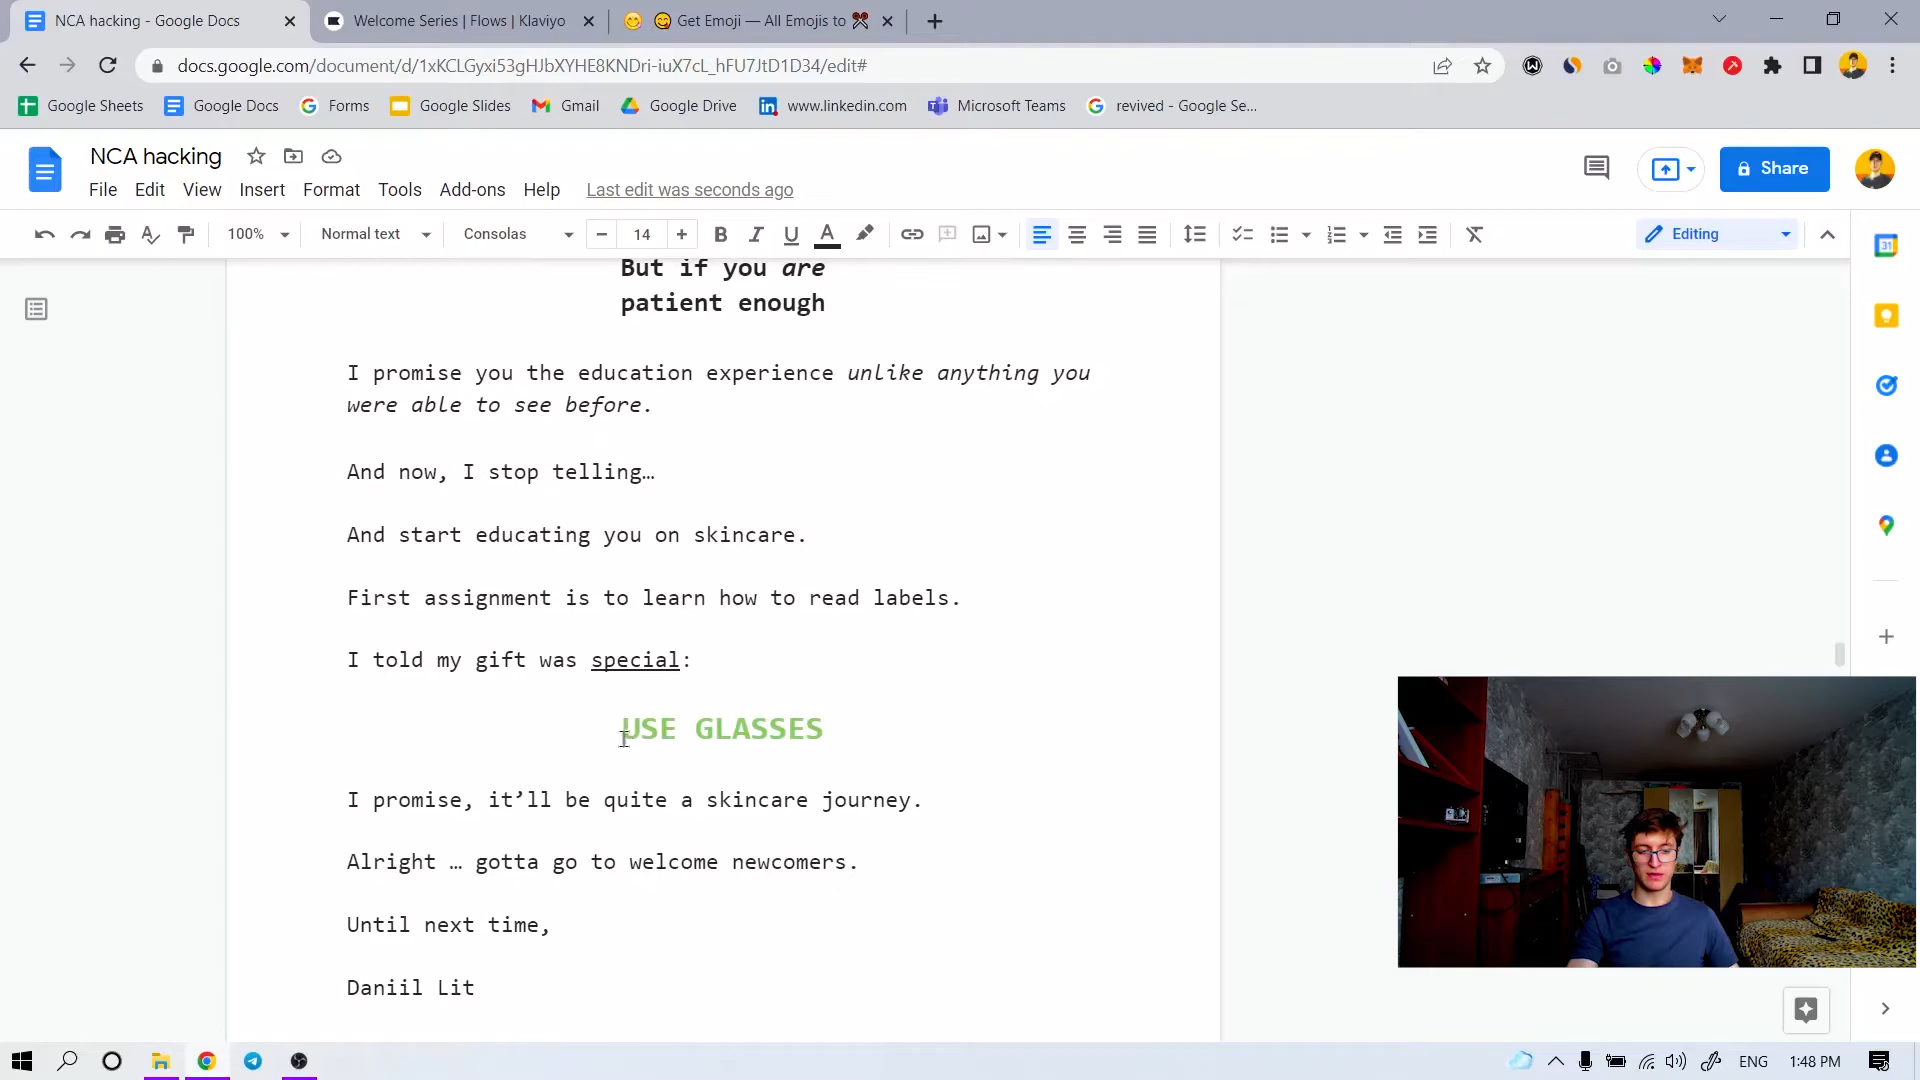 NCA hacking - Google Docs
Welcome Series | Flows | Klaviyo
😋 Get Emoji — All Emojis to ✂
docs.google.com/document/d/1xKCLGyxi53gHJbXYHE8KNDri-iuX7cL_hFU7JtD1D34/edit#
Google Sheets
Google Docs
Forms
Google Slides
Gmail
Google Drive
www.linkedin.com
Microsoft Teams
revived - Google Se...
NCA hacking
File Edit View Insert Format Tools Add-ons Help Last edit was seconds ago
Share
100% Normal text Consolas 14 Editing
31
But if you are
patient enough
I promise you the education experience unlike anything you
were able to see before.
And now, I stop telling…
And start educating you on skincare.
First assignment is to learn how to read labels.
I told my gift was special:
USE GLASSES
I promise, it’ll be quite a skincare journey.
Alright … gotta go to welcome newcomers.
Until next time,
Daniil Lit
ENG
1:48 PM